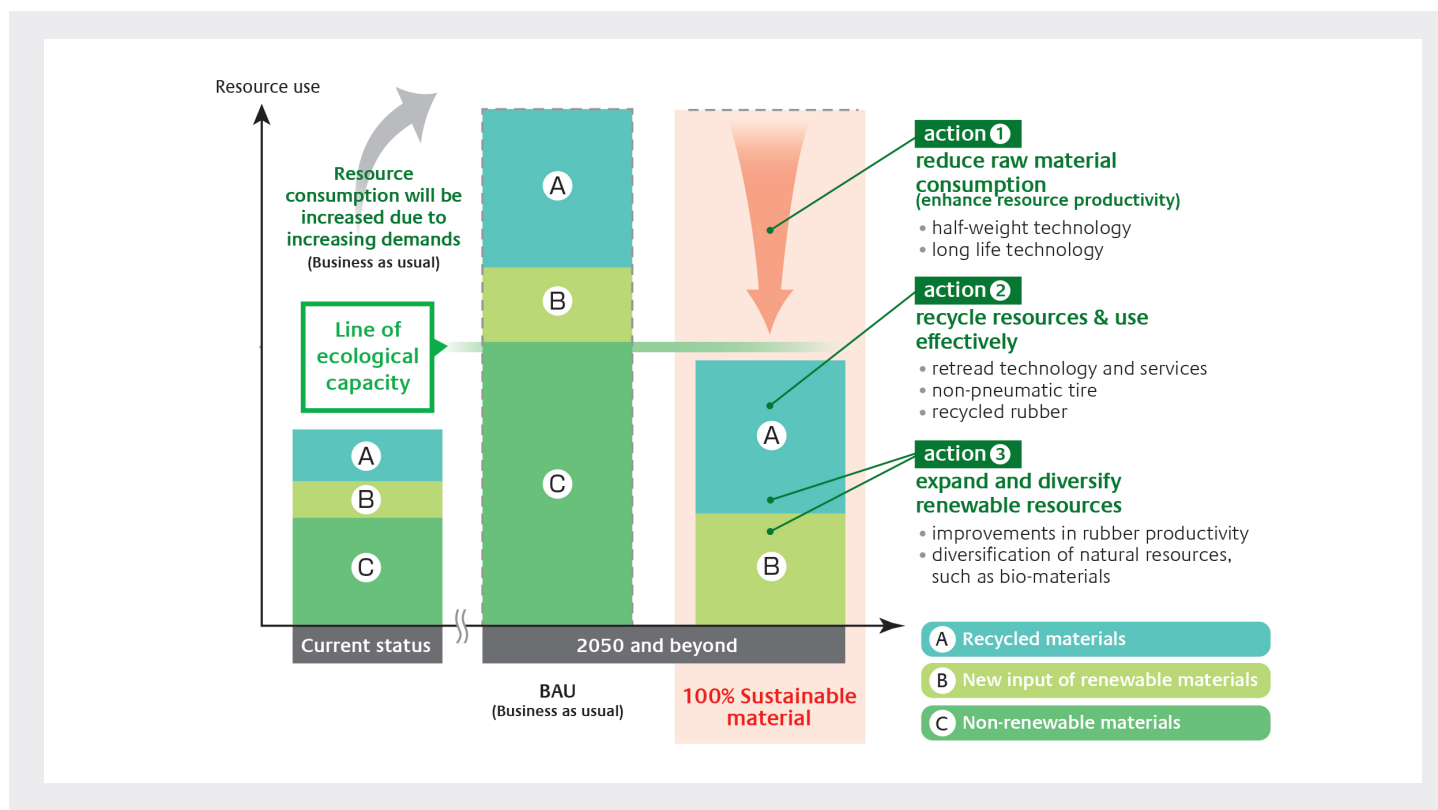 Resource use
Resource
consumption will be
increased due to
increasing demands
(Business as usual)
Line of
ecological
capacity
A
B
C
A
B
C
A
B
Current status
2050 and beyond
BAU
(Business as usual)
100% Sustainable
material
action 1
reduce raw material
consumption
(enhance resource productivity)
• half-weight technology
• long life technology
action 2
recycle resources & use
effectively
• retread technology and services
• non-pneumatic tire
• recycled rubber
action 3
expand and diversify
renewable resources
• improvements in rubber productivity
• diversification of natural resources,
such as bio-materials
A Recycled materials
B New input of renewable materials
C Non-renewable materials